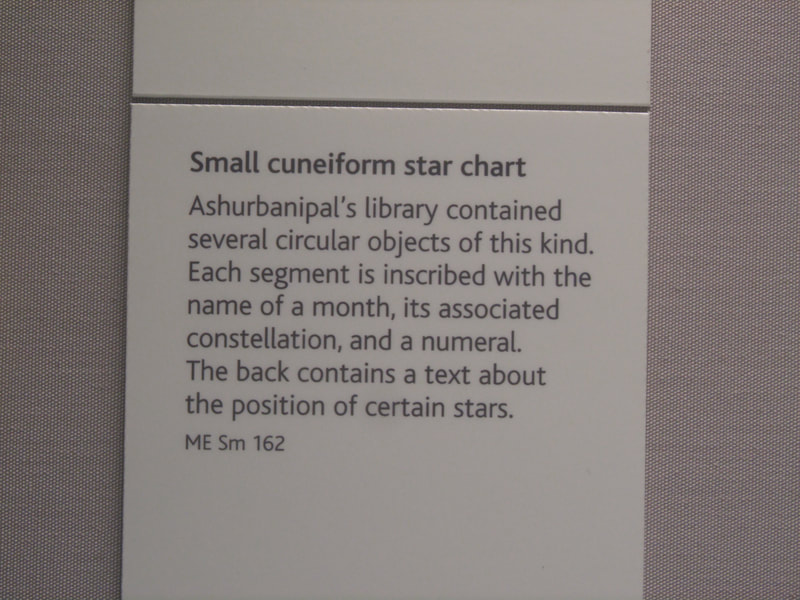 Small cuneiform star chart
Ashurbanipal's library contained
several circular objects of this kind.
Each segment is inscribed with the
name of a month, its associated
constellation, and a numeral.
The back contains a text about
the position of certain stars.
ME Sm 162